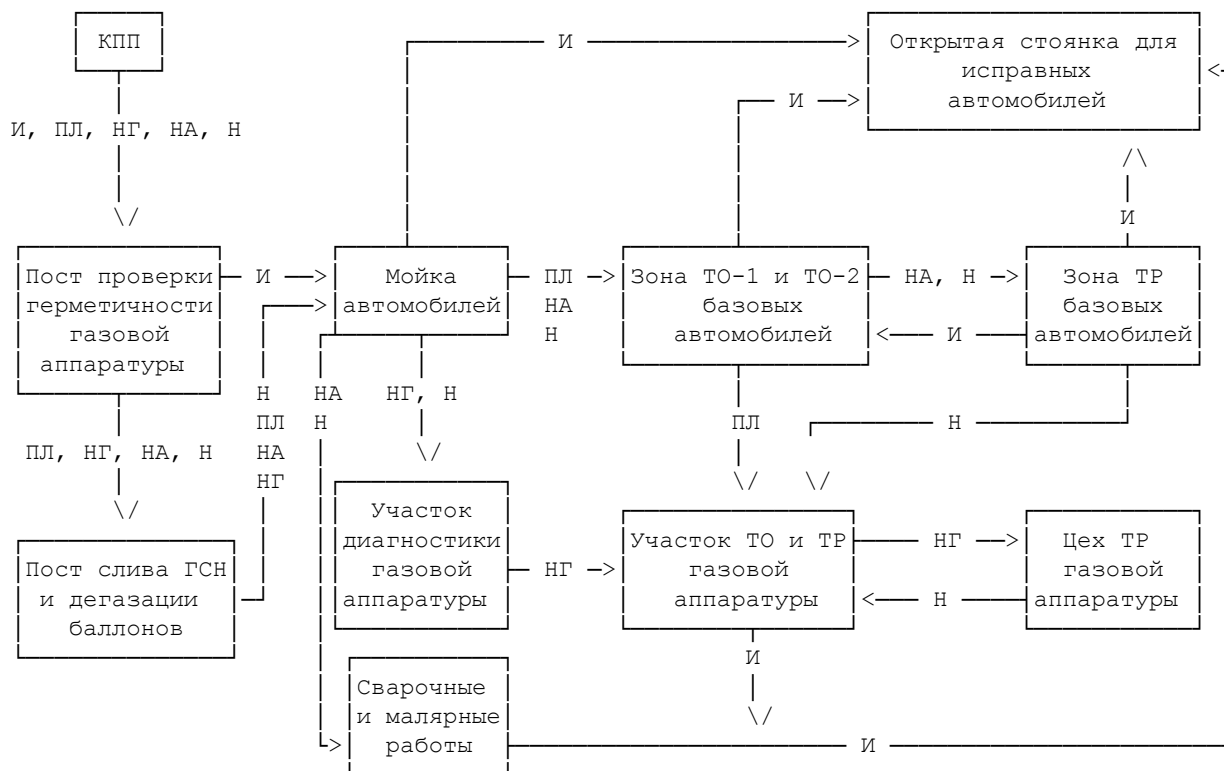 КПП
И
Открытая стоянка для
исправных
автомобилей
И
И, ПЛ, НГ, НА, Н
И
Пост проверки
герметичности
газовой
аппаратуры
И
Мойка
автомобилей
ПЛ
НА
Н
Зона ТО-1 и ТО-2
базовых
автомобилей
НА, Н
И
Зона ТР
базовых
автомобилей
Н
ПЛ
НА
НГ
НА
Н
НГ, Н
ПЛ
Н
ПЛ, НГ, НА, Н
Пост слива ГСН
и дегазации
баллонов
Участок
диагностики
газовой
аппаратуры
НГ
Участок ТО и ТР
газовой
аппаратуры
НГ
Н
Цех ТР
газовой
аппаратуры
И
Сварочные
и малярные
работы
И